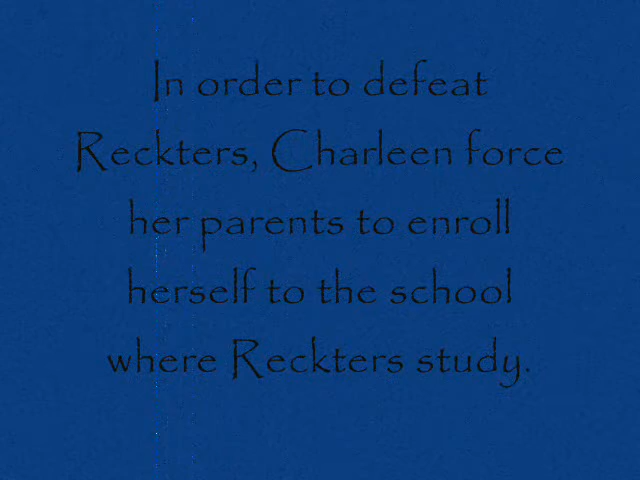 In order to defeat
Reckters, Charleen force
her parents to enroll
herself to the school
where Reckters study.